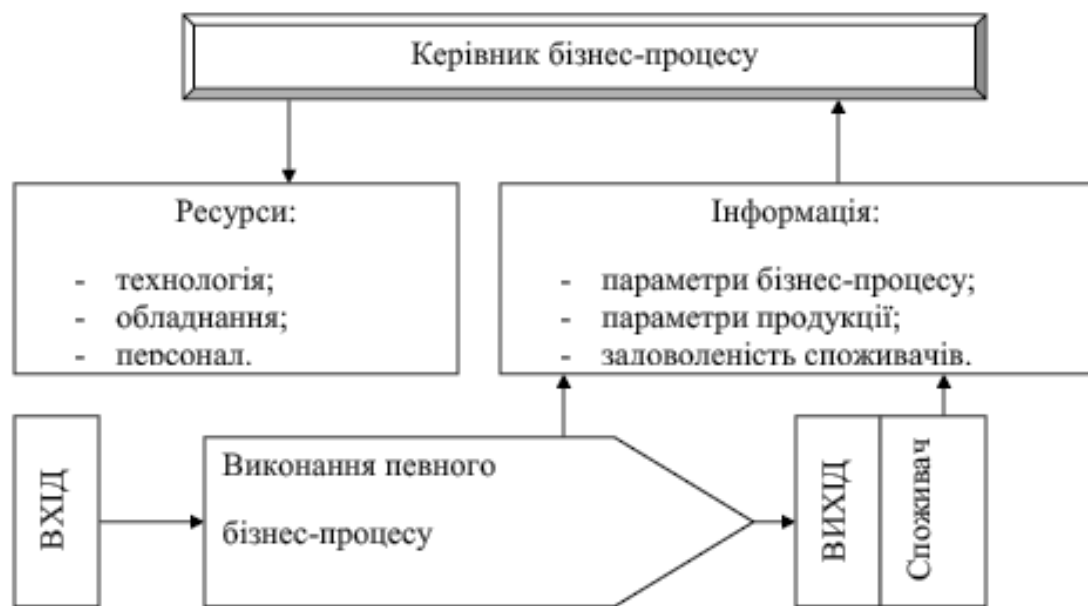 Керівник бізнес-процесу
Ресурси:
- технологія;
- обладнання;
- персонал.
Інформація:
- параметри бізнес-процесу;
- параметри продукції;
- задоволеність споживачів.
ВХІД
Виконання певного
бізнес-процесу
ВИХІД
Споживач